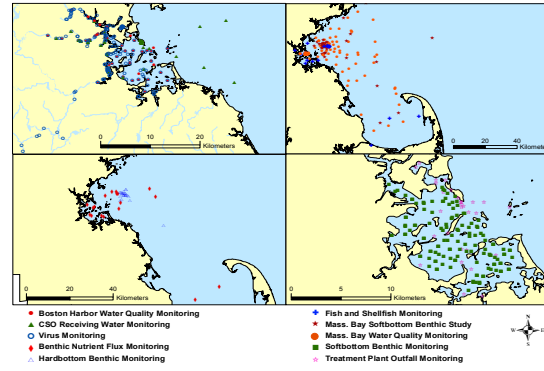 0 10 20
Kilometers
0 20 40
Kilometers
0 20 40
Kilometers
0 5 10
Kilometers
Boston Harbor Water Quality Monitoring
CSO Receiving Water Monitoring
Virus Monitoring
Benthic Nutrient Flux Monitoring
Hardbottom Benthic Monitoring
Fish and Shellfish Monitoring
Mass. Bay Softbottom Benthic Study
Mass. Bay Water Quality Monitoring
Softbottom Benthic Monitoring
Treatment Plant Outfall Monitoring
N
W E
S